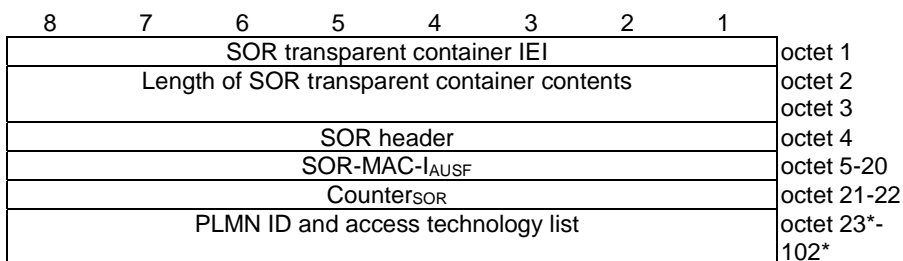 8 7 6 5 4 3 2 1
SOR transparent container IEI octet 1
Length of SOR transparent container contents octet 2
octet 3
SOR header octet 4
SOR-MAC-IAUSF octet 5-20
CounterSOR octet 21-22
PLMN ID and access technology list octet 23*-
102*